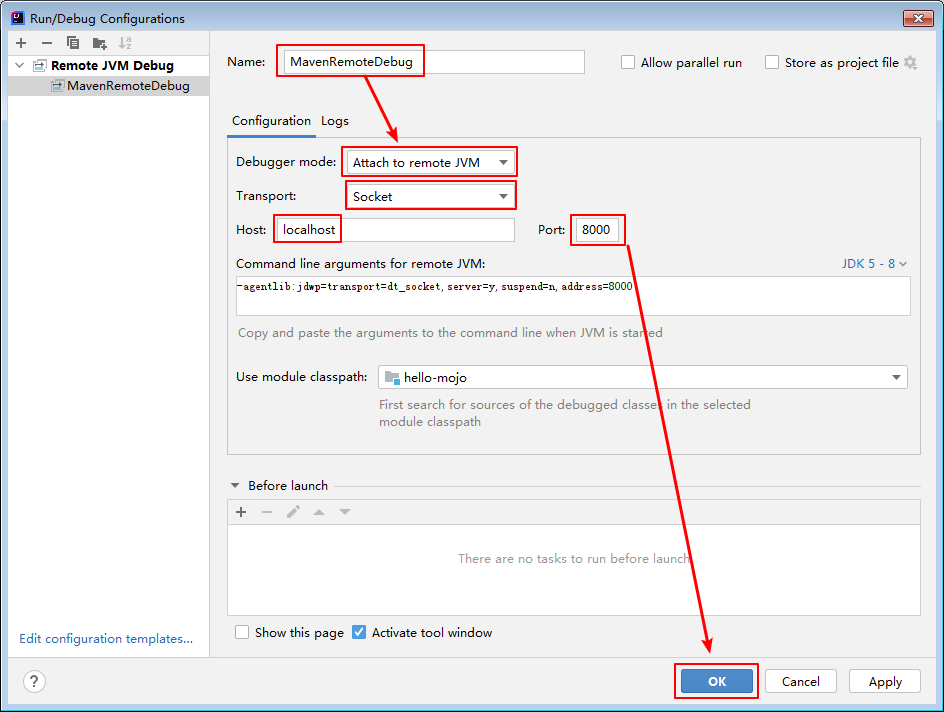 Run/Debug Configurations
Remote JVM Debug
MavenRemoteDebug
Name: MavenRemoteDebug
Allow parallel run
Store as project file
Configuration Logs
Debugger mode: Attach to remote JVM
Transport: Socket
Host: localhost Port: 8000
Command line arguments for remote JVM: JDK 5 - 8
-agentlib:jdwp=transport=dt_socket,server=y,suspend=n,address=8000
Copy and paste the arguments to the command line when JVM is started
Use module classpath: hello-mojo
First search for sources of the debugged classes in the selected
module classpath
Before launch
There are no tasks to run before launch
Show this page Activate tool window
Edit configuration templates...
? OK Cancel Apply